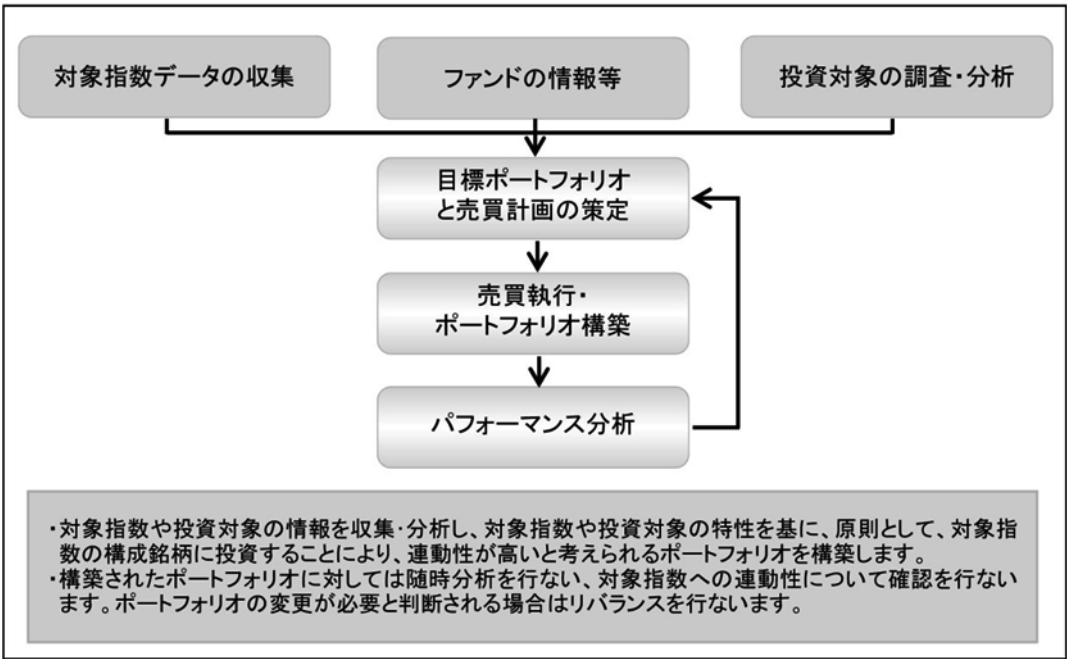 対象指数データの収集
ファンドの情報等
投資対象の調査・分析
目標ポートフォリオ
と売買計画の策定
売買執行・
ポートフォリオ構築
パフォーマンス分析
・対象指数や投資対象の情報を収集・分析し、対象指数や投資対象の特性を基に、原則として、対象指
数の構成銘柄に投資することにより、連動性が高いと考えられるポートフォリオを構築します。
・構築されたポートフォリオに対しては随時分析を行ない、対象指数への連動性について確認を行ない
ます。ポートフォリオの変更が必要と判断される場合はリバランスを行ないます。